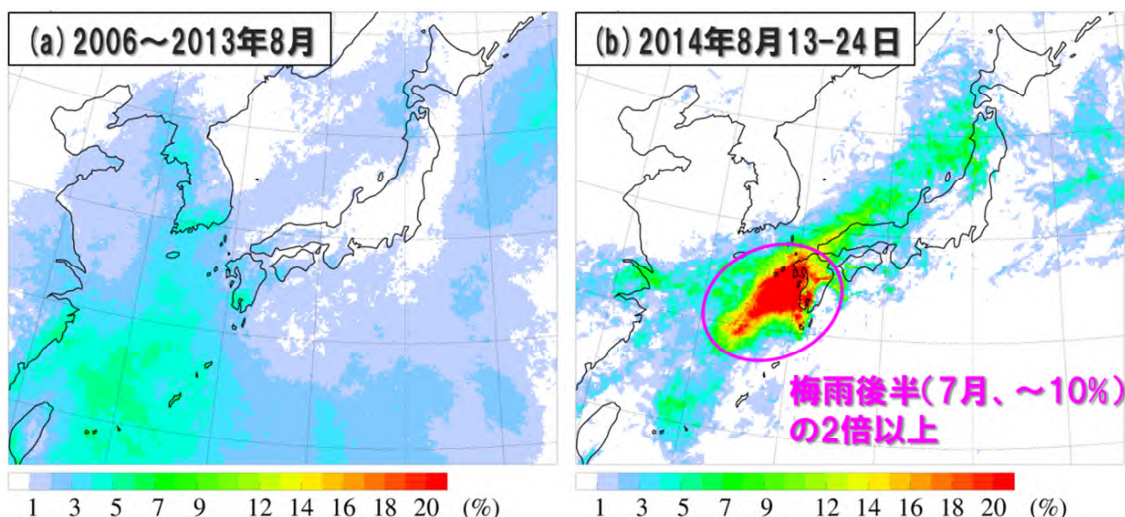 (a)2006～2013年8月
(b)2014年8月13-24日
梅雨後半(7月、～10%)
の2倍以上
1 3 5 7 9 12 14 16 18 20 (%)
1 3 5 7 9 12 14 16 18 20 (%)